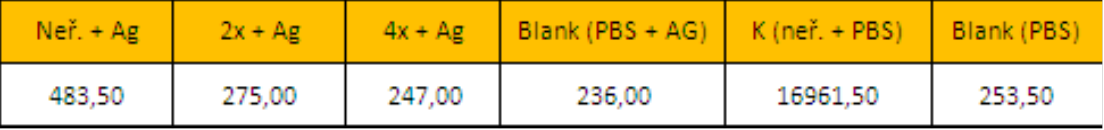 Neř. + Ag 2x + Ag 4x + Ag Blank (PBS + AG) K (neř. + PBS) Blank (PBS)
483,50 275,00 247,00 236,00 16961,50 253,50